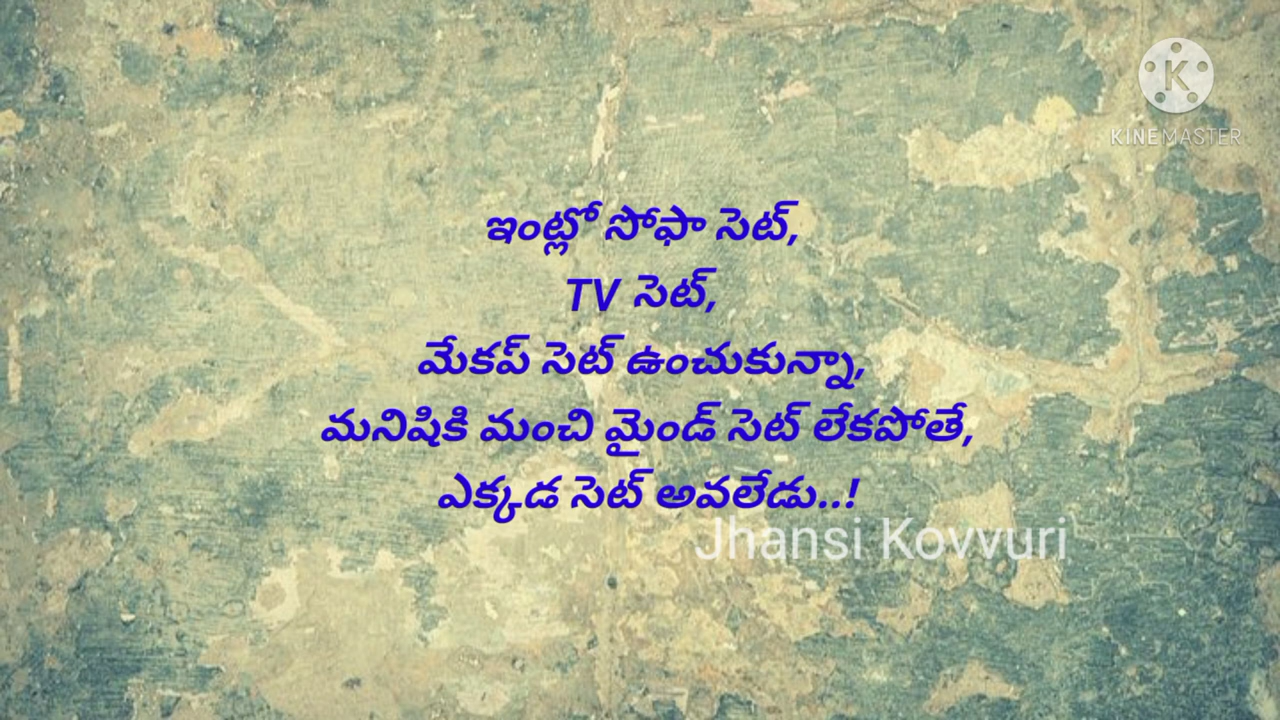 KINEMASTER
ఇంట్లో సోఫా సెట్,
TV సెట్,
మేకప్ సెట్ ఉంచుకున్నా,
మనిషికి మంచి మైండ్ సెట్ లేకపోతే,
ఎక్కడ సెట్ అవలేడు..!
Jhansi Kovvuri